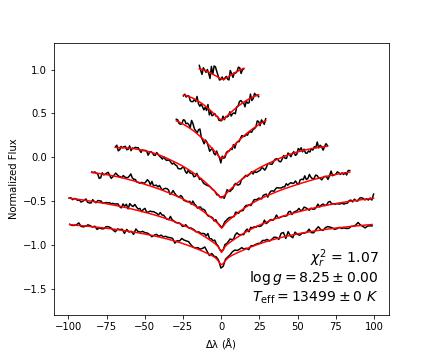 1.0
0.5
0.0
−0.5
−1.0
−1.5
Normalized Flux
χ²ᵣ = 1.07
log g = 8.25 ± 0.00
T_eff = 13499 ± 0 K
−100 −75 −50 −25 0 25 50 75 100
Δλ (Å)